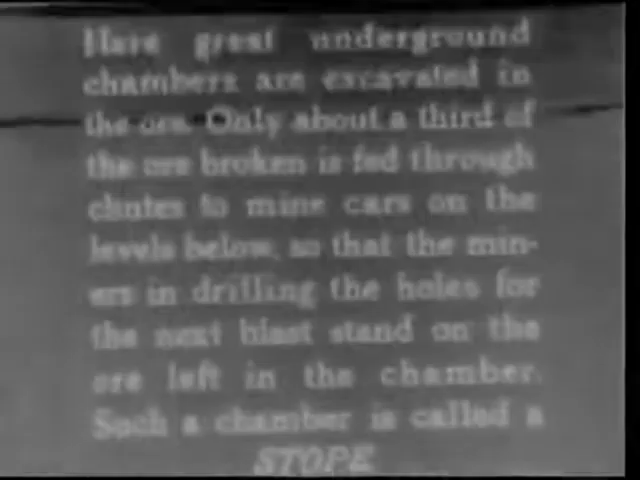 Here great underground
chambers are excavated in
the ore. Only about a third of
the ore broken is fed through
chutes to mine cars on the
levels below, so that the min-
ers in drilling the holes for
the next blast stand on the
ore left in the chamber.
Such a chamber is called a
STOPE